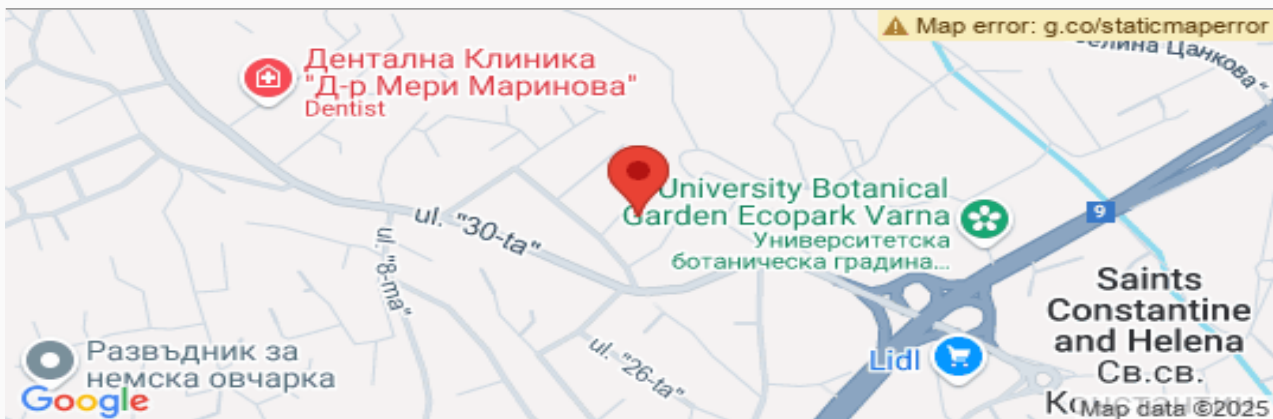 Map error: g.co/staticmaperror
елина Цанкова"
Дентална Клиника
"Д-р Мери Маринова"
Dentist
University Botanical
Garden Ecopark Varna
Университетска
ботаническа градина...
9
ul. "30-ta"
ul. "8-ma"
Saints
Constantine
and Helena
Св.св.
Константин
ul. "26-ta"
Lidl
Развъдник за
немска овчарка
Google
Map data ©2025